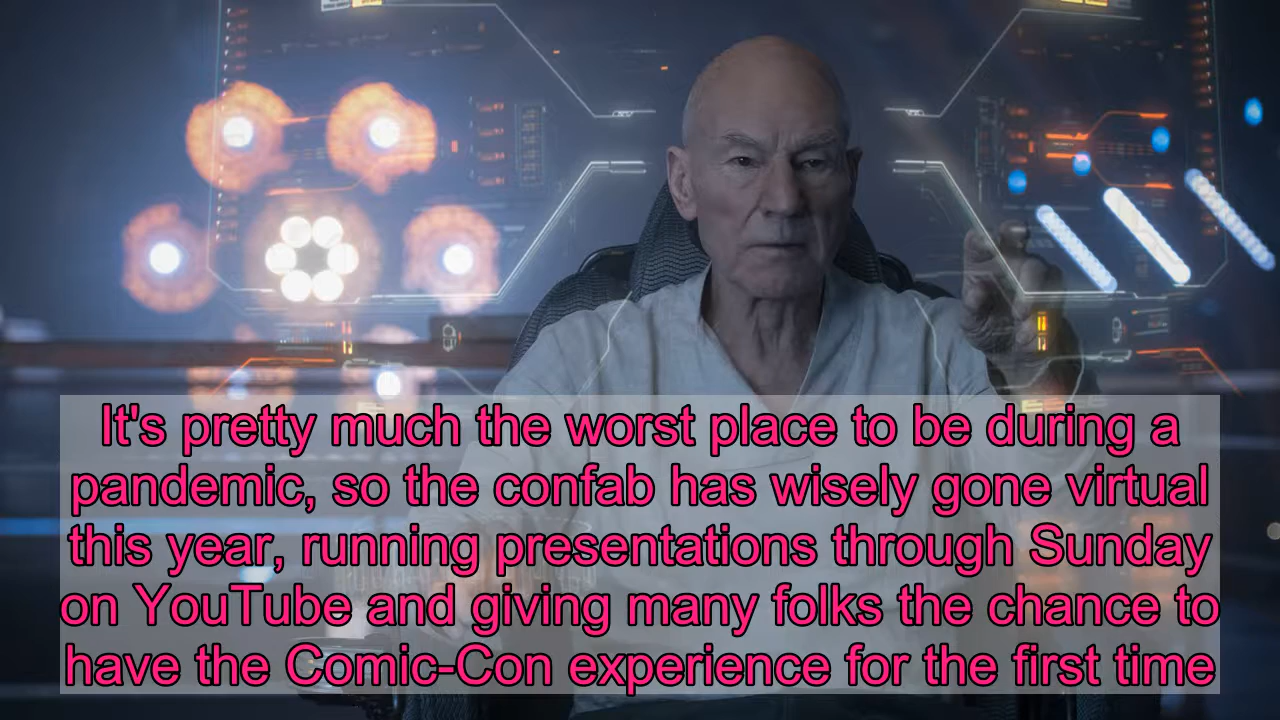 It's pretty much the worst place to be during a
pandemic, so the confab has wisely gone virtual
this year, running presentations through Sunday
on YouTube and giving many folks the chance to
have the Comic-Con experience for the first time